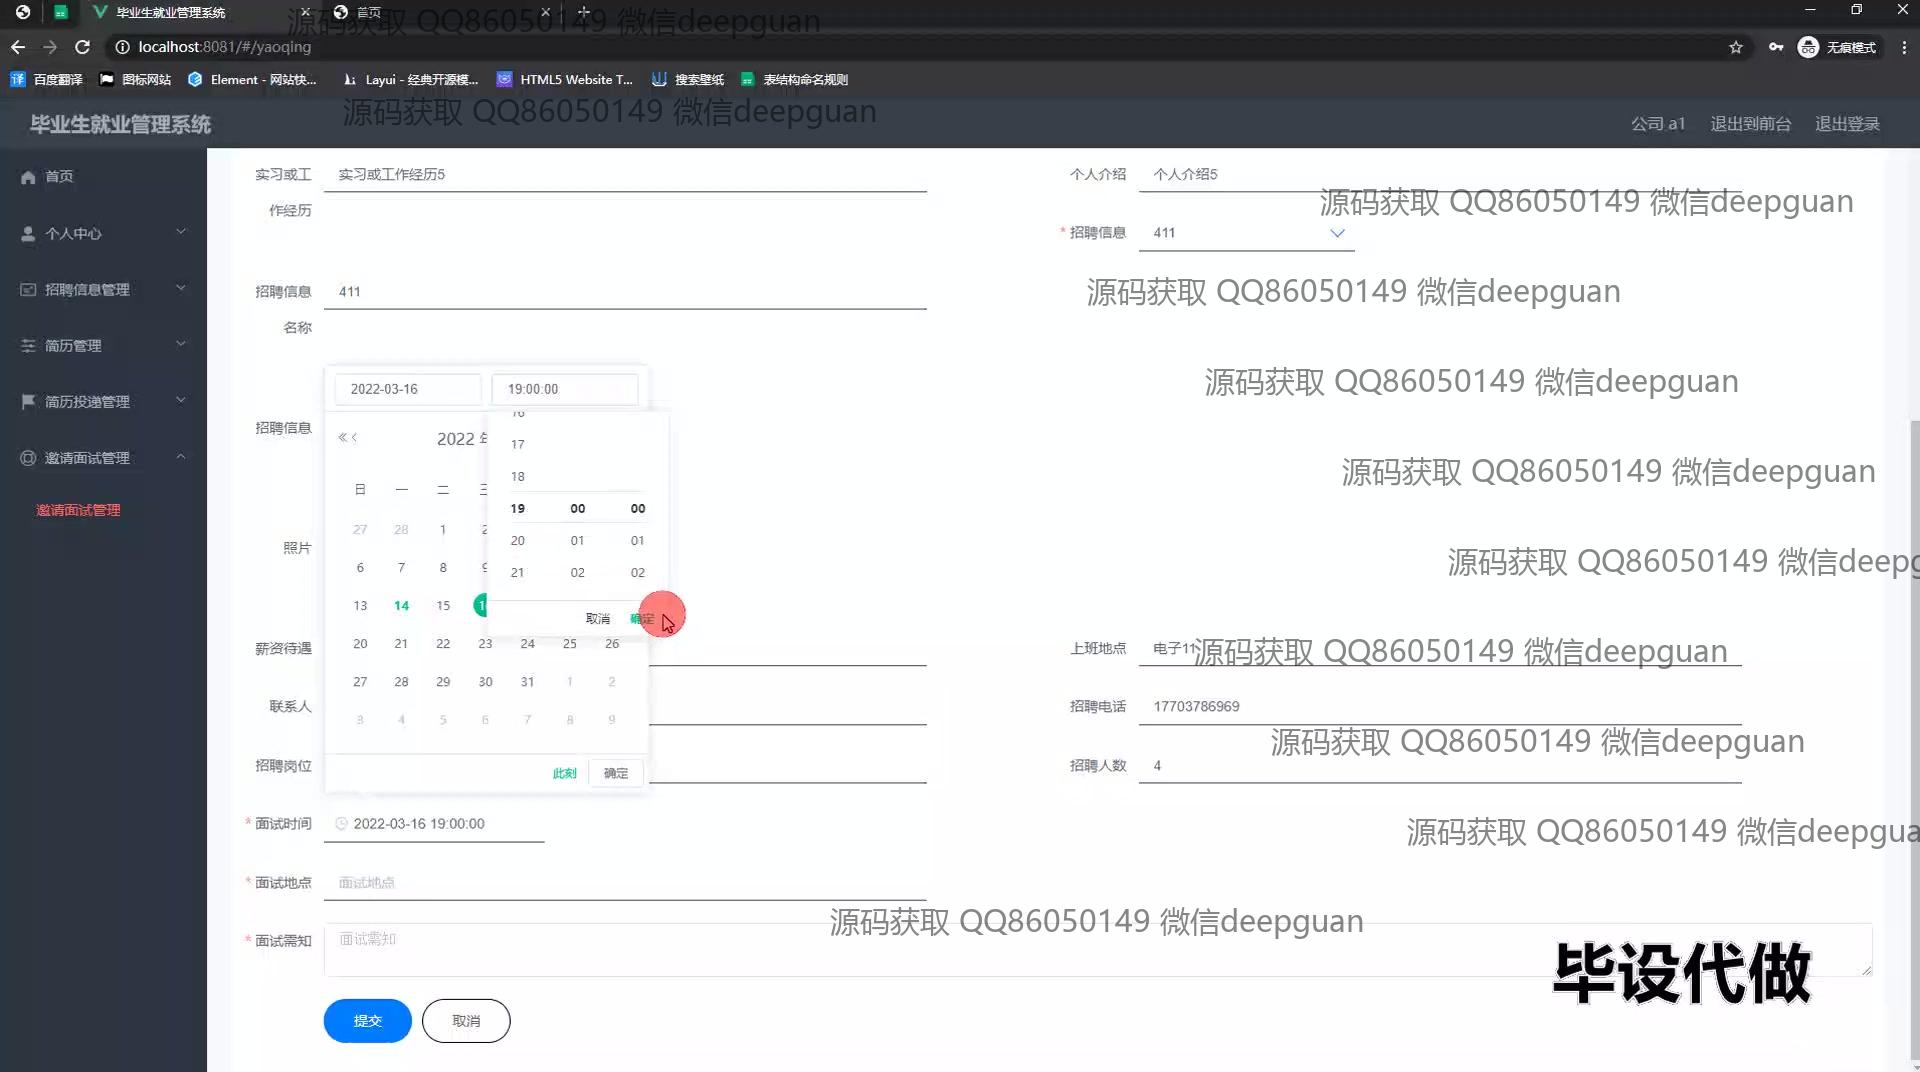 毕业生就业管理系统
首页
源码获取 QQ86050149 微信deepguan
localhost:8081/#/yaoqing
无痕模式
百度翻译
图标网站
Element - 网站快...
Layui - 经典开源模...
HTML5 Website T...
搜索壁纸
表结构命名规则
毕业生就业管理系统
源码获取 QQ86050149 微信deepguan
公司 a1
退出到前台
退出登录
首页
个人中心
招聘信息管理
简历管理
简历投递管理
邀请面试管理
邀请面试管理
实习或工作经历
实习或工作经历5
个人介绍
个人介绍5
源码获取 QQ86050149 微信deepguan
* 招聘信息
411
招聘信息名称
411
源码获取 QQ86050149 微信deepguan
源码获取 QQ86050149 微信deepguan
2022-03-16
19:00:00
招聘信息
2022
16
17
18
19 00 00
20 01 01
21 02 02
取消
确定
日 一 二 三
27 28 1 2
6 7 8 9
13 14 15
20 21 22 23 24 25 26
27 28 29 30 31 1 2
3 4 5 6 7 8 9
此刻
确定
源码获取 QQ86050149 微信deepguan
照片
源码获取 QQ86050149 微信deepg
薪资待遇
上班地点
电子11
源码获取 QQ86050149 微信deepguan
联系人
招聘电话
17703786969
源码获取 QQ86050149 微信deepguan
招聘岗位
招聘人数
4
* 面试时间
2022-03-16 19:00:00
源码获取 QQ86050149 微信deepgua
* 面试地点
面试地点
源码获取 QQ86050149 微信deepguan
* 面试需知
面试需知
毕设代做
提交
取消